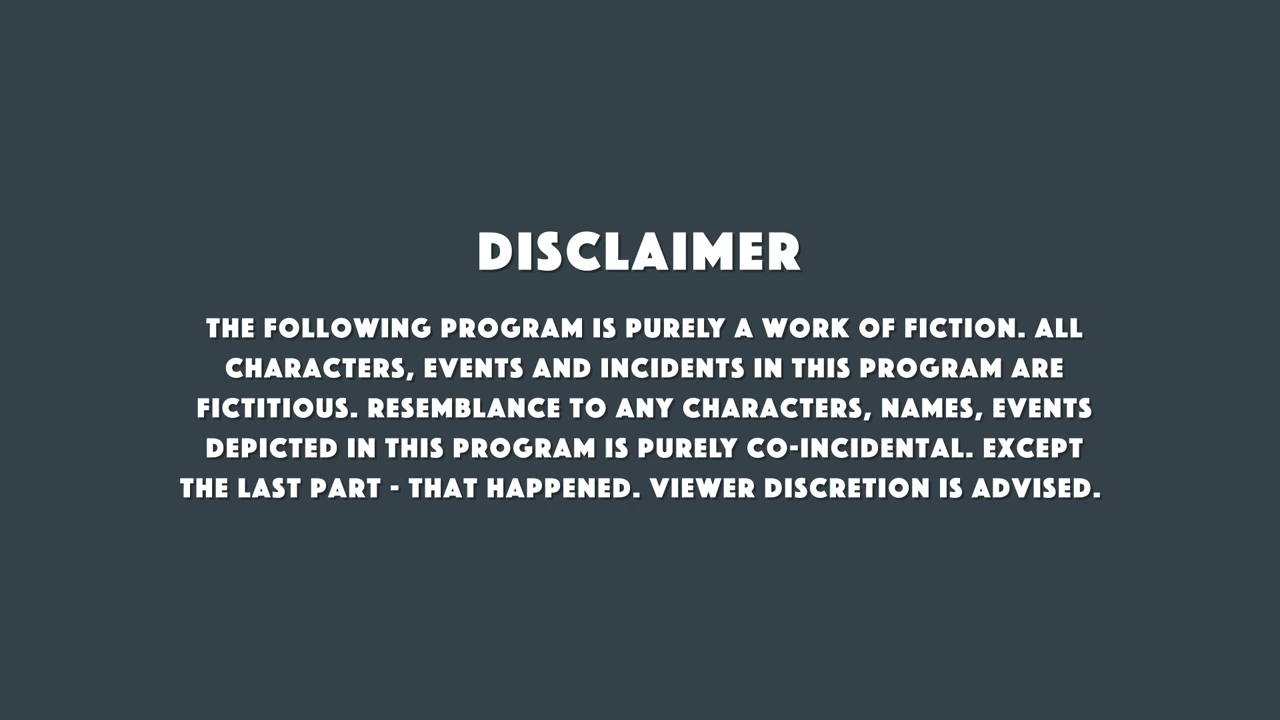 DISCLAIMER
THE FOLLOWING PROGRAM IS PURELY A WORK OF FICTION. ALL
CHARACTERS, EVENTS AND INCIDENTS IN THIS PROGRAM ARE
FICTITIOUS. RESEMBLANCE TO ANY CHARACTERS, NAMES, EVENTS
DEPICTED IN THIS PROGRAM IS PURELY CO-INCIDENTAL. EXCEPT
THE LAST PART - THAT HAPPENED. VIEWER DISCRETION IS ADVISED.